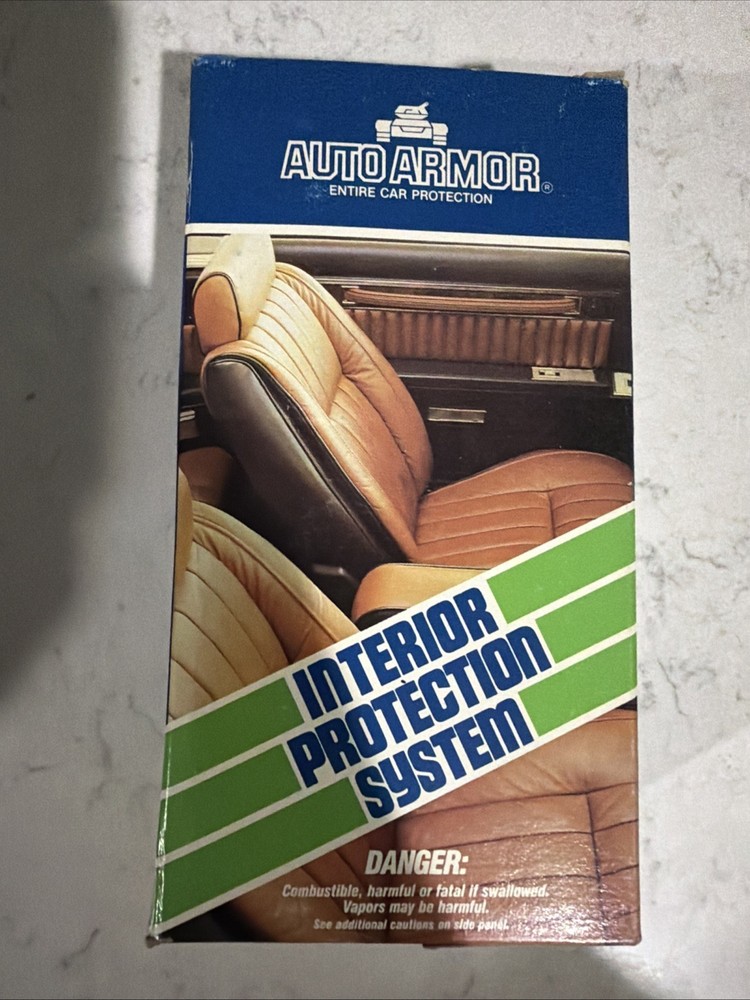 AUTO ARMOR®
ENTIRE CAR PROTECTION
INTERIOR
PROTECTION
SYSTEM
DANGER:
Combustible, harmful or fatal if swallowed.
Vapors may be harmful.
See additional cautions on side panel.